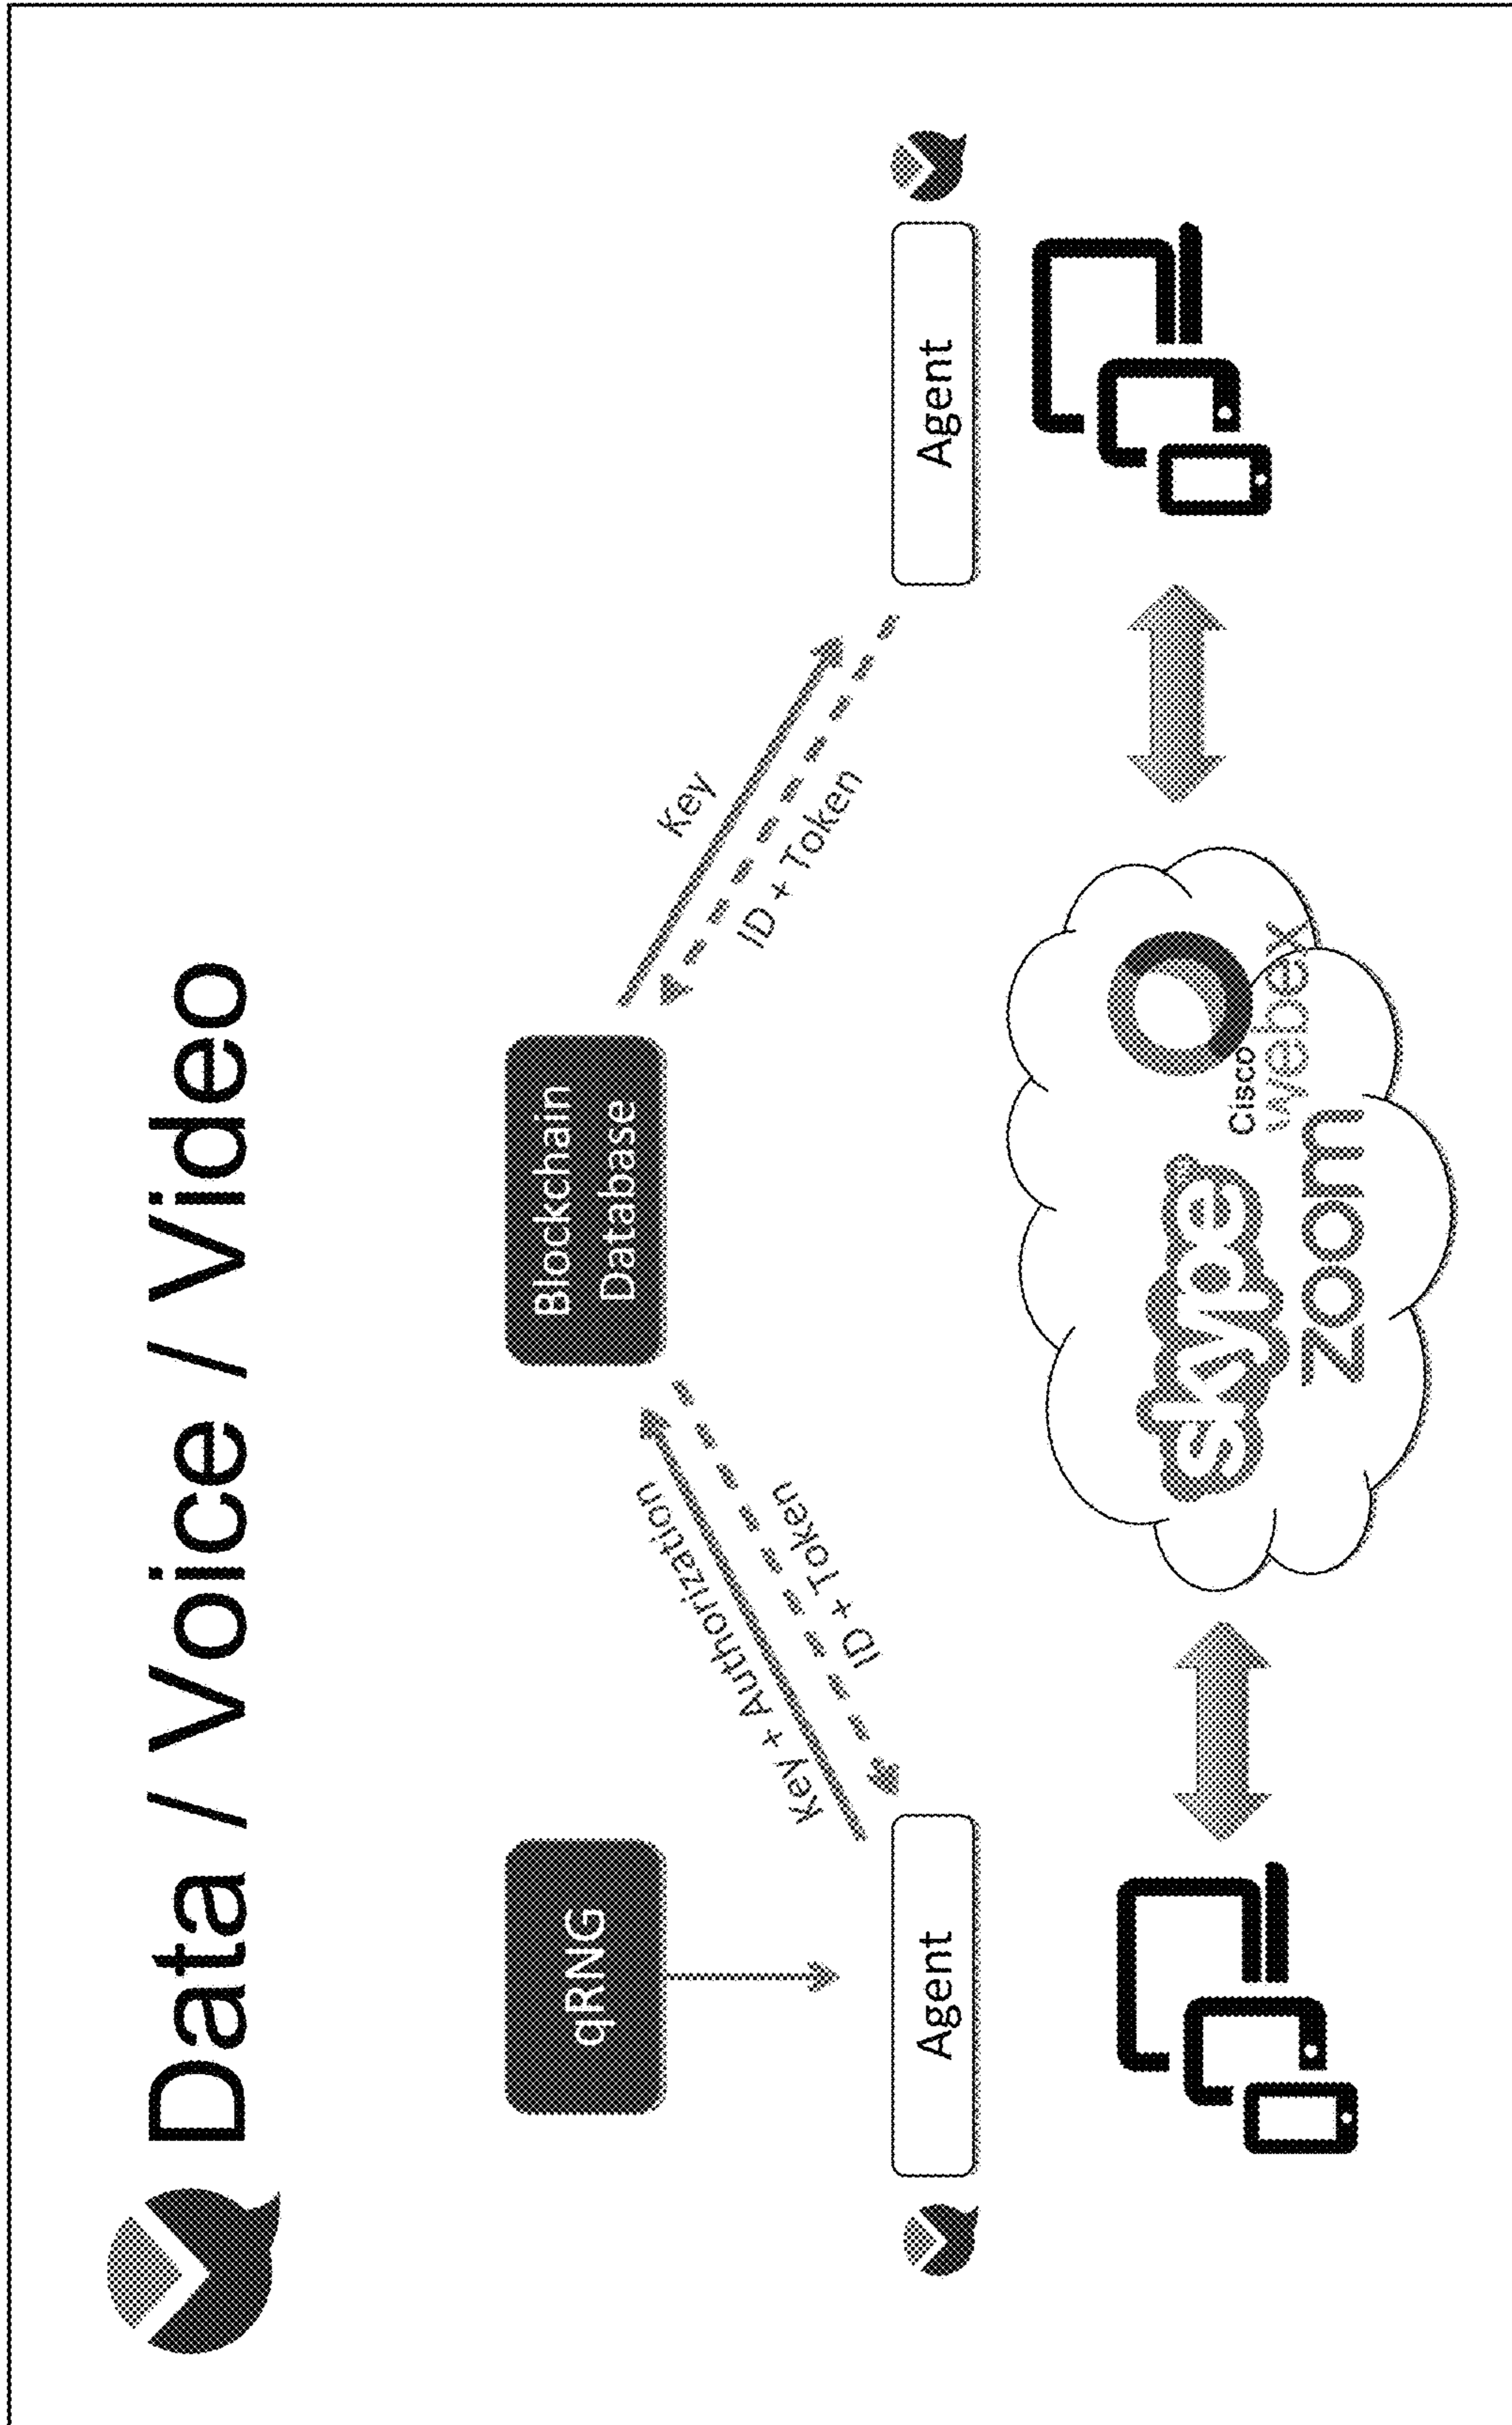 Data / Voice / Video
qRNG
Blockchain
Database
Key + Authorization
ID + Token
Key
ID + Token
Agent
Agent
skype
zoom
Cisco
webex